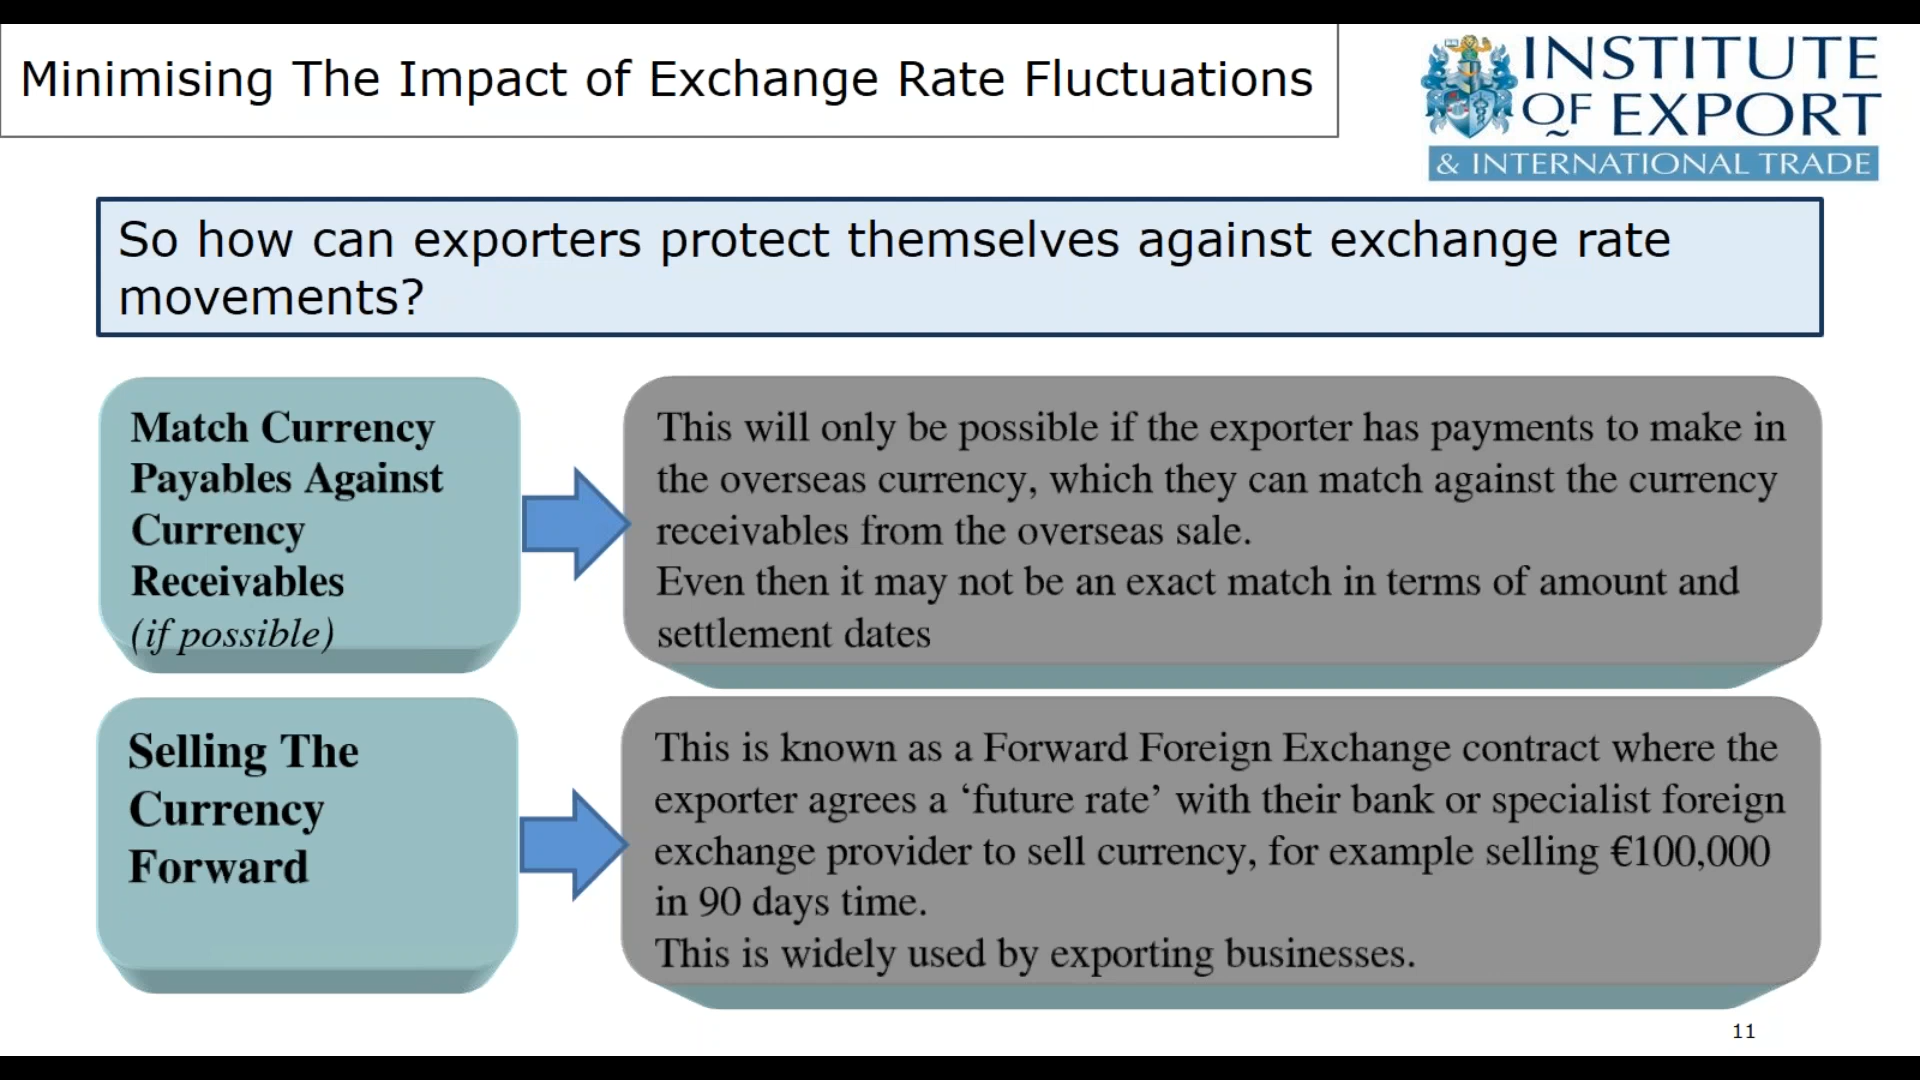 Minimising The Impact of Exchange Rate Fluctuations
INSTITUTE
OF EXPORT
& INTERNATIONAL TRADE
So how can exporters protect themselves against exchange rate
movements?
Match Currency
Payables Against
Currency
Receivables
(if possible)
This will only be possible if the exporter has payments to make in
the overseas currency, which they can match against the currency
receivables from the overseas sale.
Even then it may not be an exact match in terms of amount and
settlement dates
Selling The
Currency
Forward
This is known as a Forward Foreign Exchange contract where the
exporter agrees a ‘future rate’ with their bank or specialist foreign
exchange provider to sell currency, for example selling €100,000
in 90 days time.
This is widely used by exporting businesses.
11